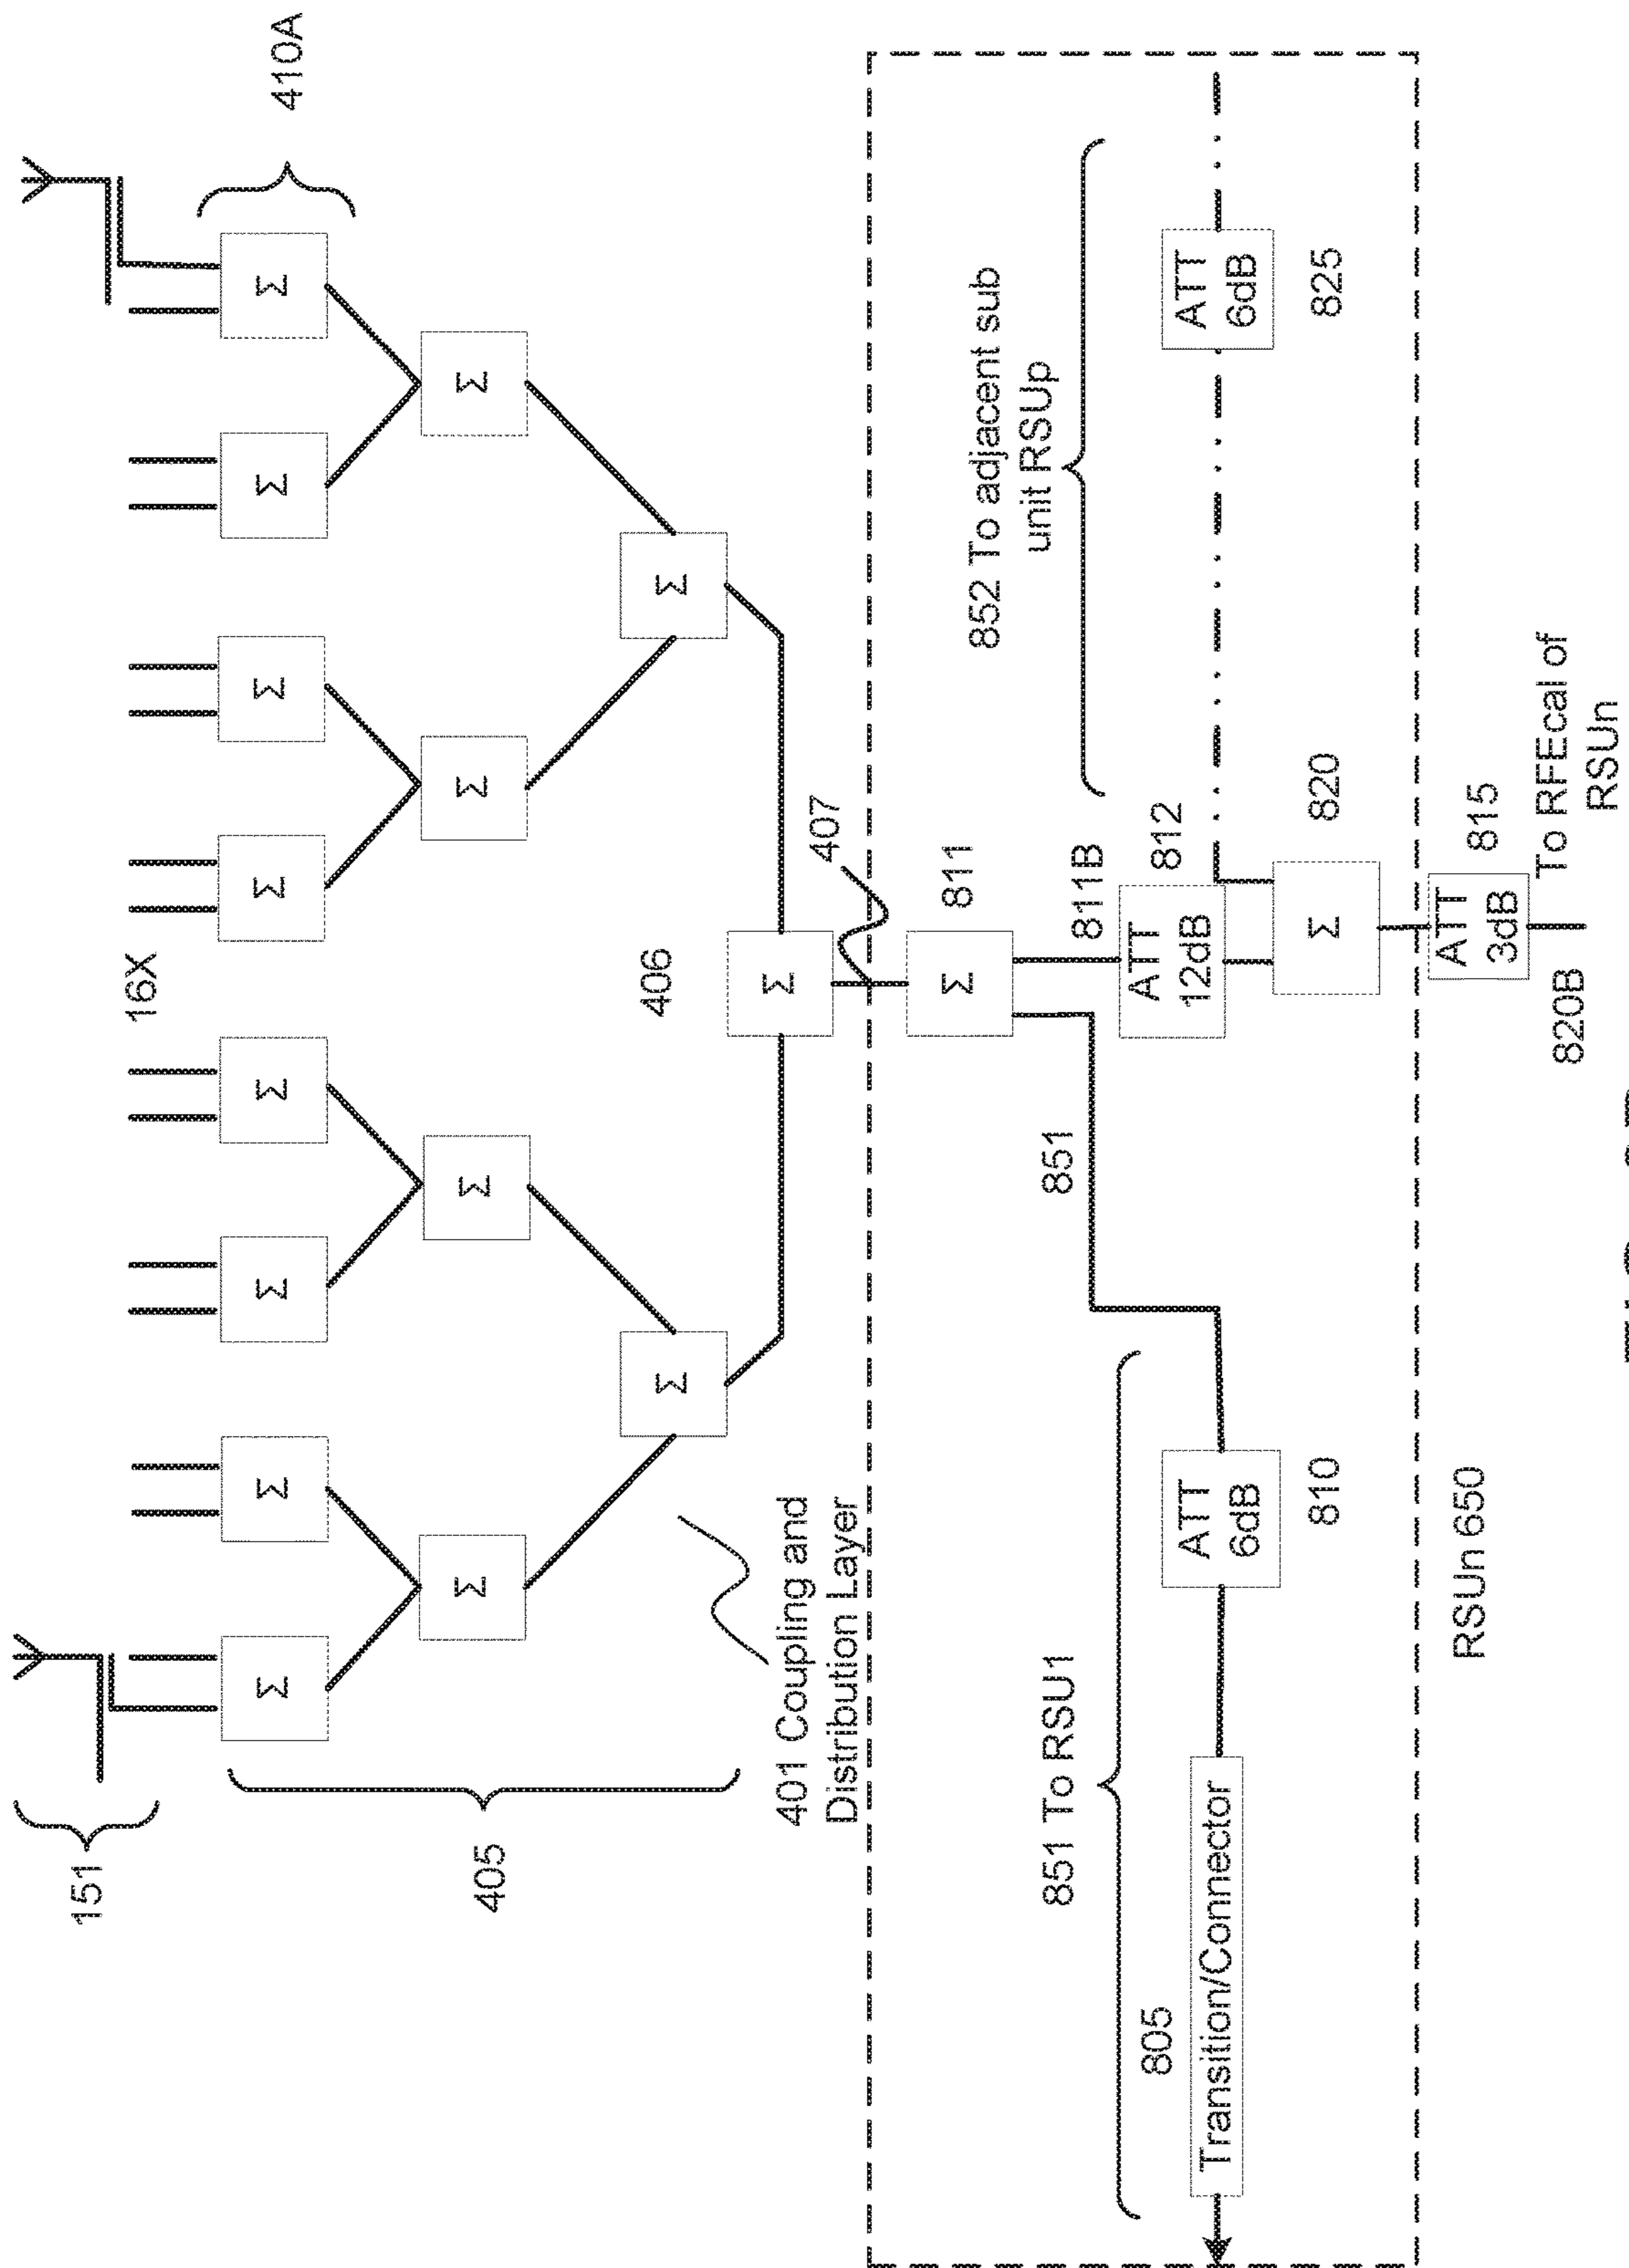 151
16X
410A
Σ
Σ
Σ
Σ
Σ
Σ
Σ
Σ
405
Σ
Σ
Σ
Σ
Σ
Σ
406
Σ
401 Coupling and
Distribution Layer
407
811
Σ
852 To adjacent sub
unit RSUp
851 To RSU1
851
811B
812
ATT
12dB
805
Transition/Connector
ATT
6dB
810
ATT
6dB
825
820
Σ
RSUn 650
815
ATT
3dB
820B
To RFEcal of
RSUn